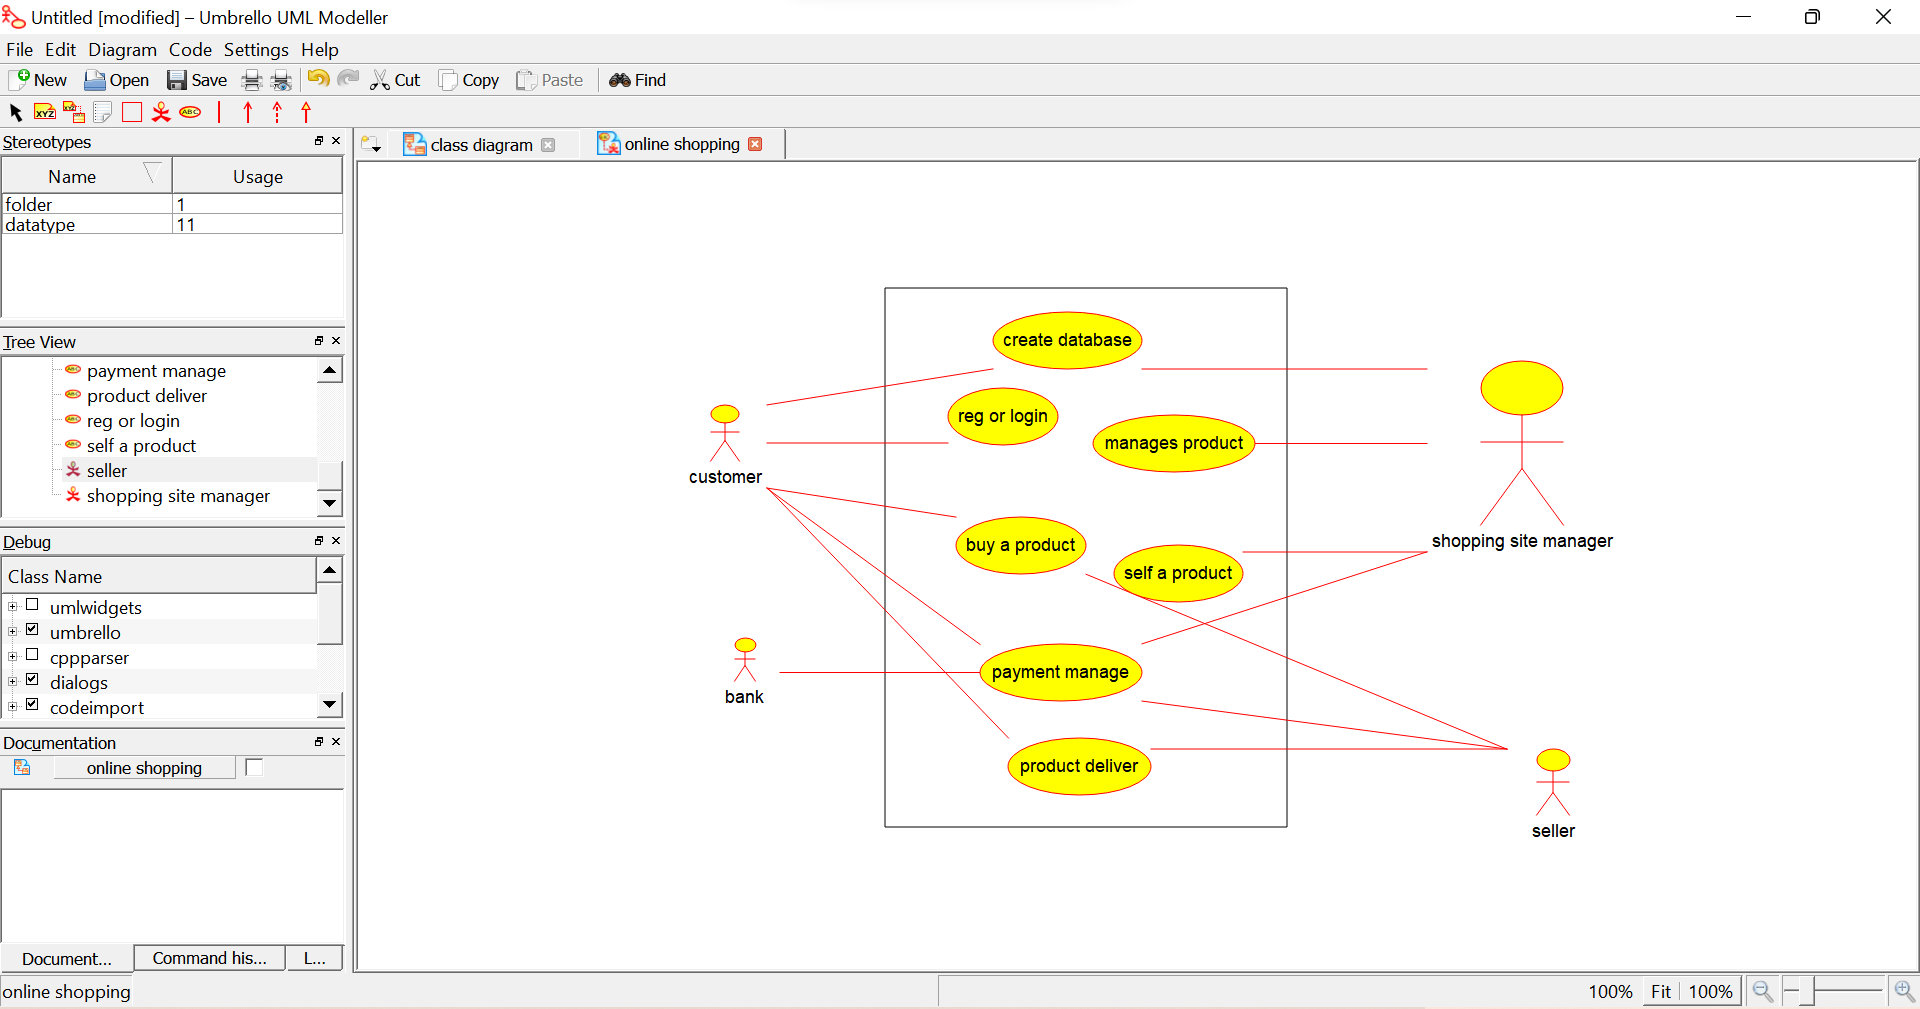 Untitled [modified] – Umbrello UML Modeller
File Edit Diagram Code Settings Help
New Open Save Cut Copy Paste Find
XYZ XYZ ABC
Stereotypes
Name Usage
folder 1
datatype 11
Tree View
payment manage
product deliver
reg or login
self a product
seller
shopping site manager
Debug
Class Name
umlwidgets
umbrello
cppparser
dialogs
codeimport
Documentation
online shopping
Document... Command his... L...
class diagram online shopping
create database
reg or login
manages product
customer
buy a product
shopping site manager
self a product
payment manage
bank
product deliver
seller
online shopping 100% Fit 100%